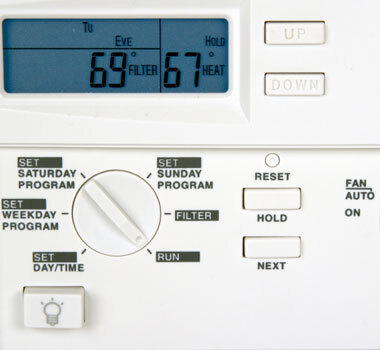 TU
EVE HOLD
69° FILTER 67° HEAT
UP
DOWN
SET
SATURDAY
PROGRAM
SET
SUNDAY
PROGRAM
SET
WEEKDAY
PROGRAM
FILTER
SET
DAY/TIME
RUN
RESET
HOLD
NEXT
FAN
AUTO
ON